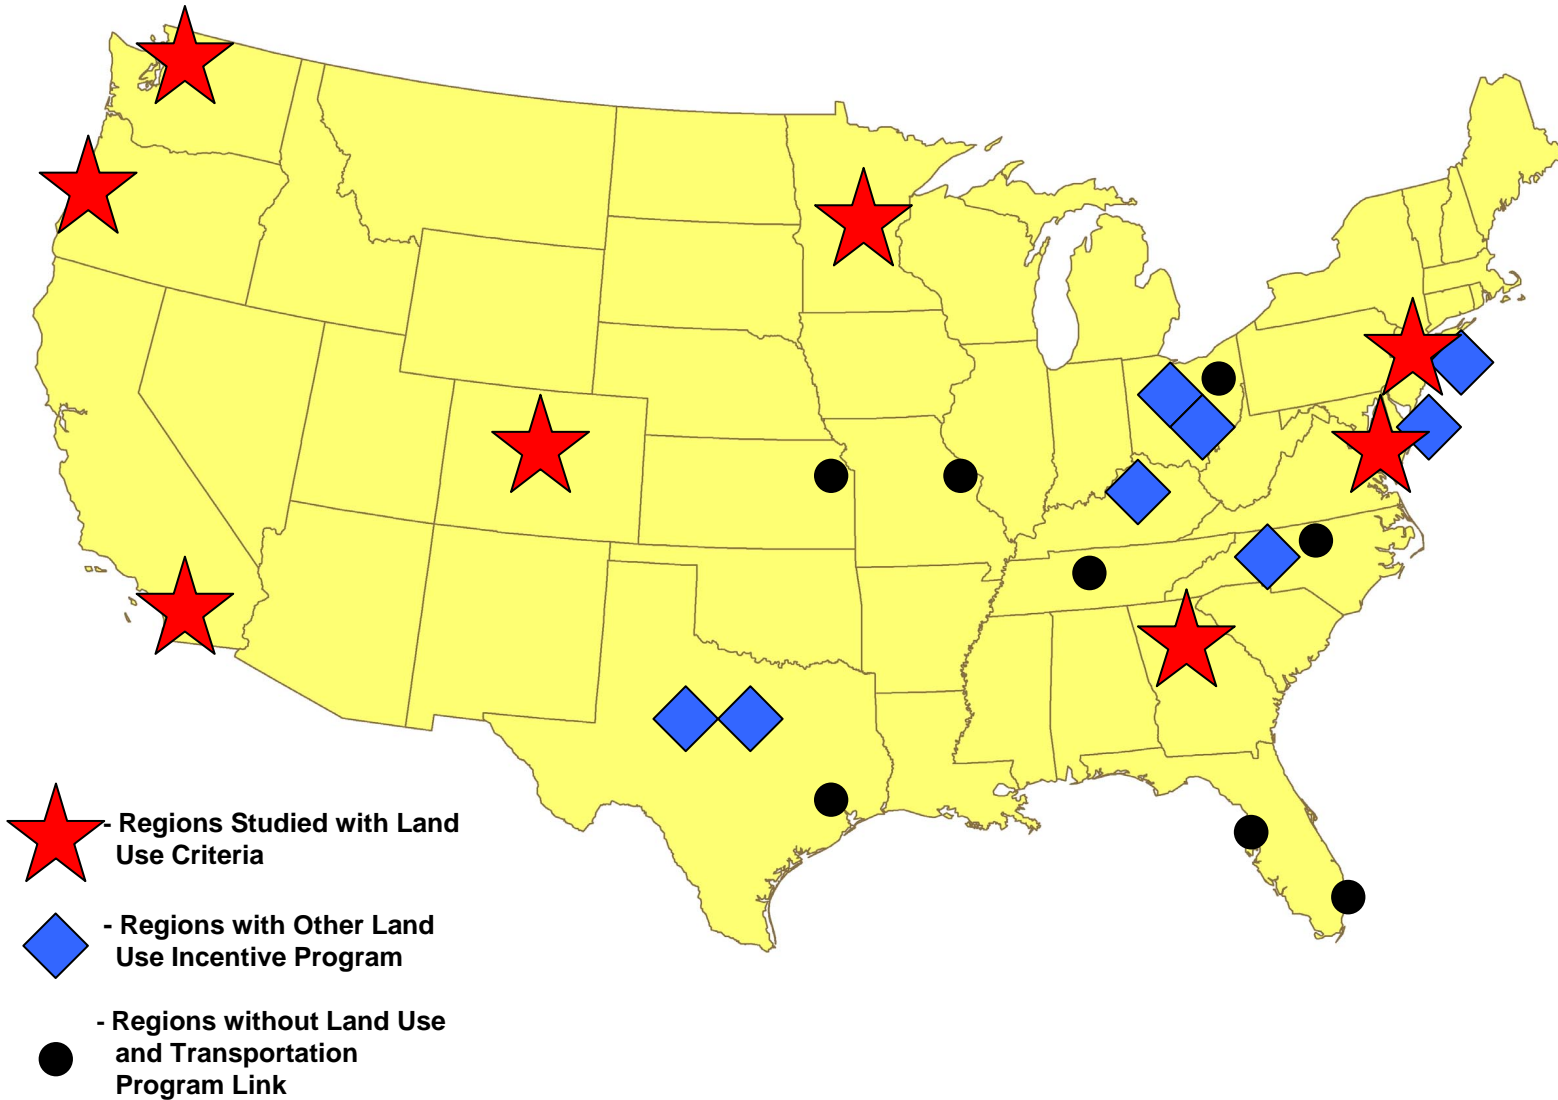 - Regions Studied with Land
Use Criteria
- Regions with Other Land
Use Incentive Program
- Regions without Land Use
and Transportation
Program Link